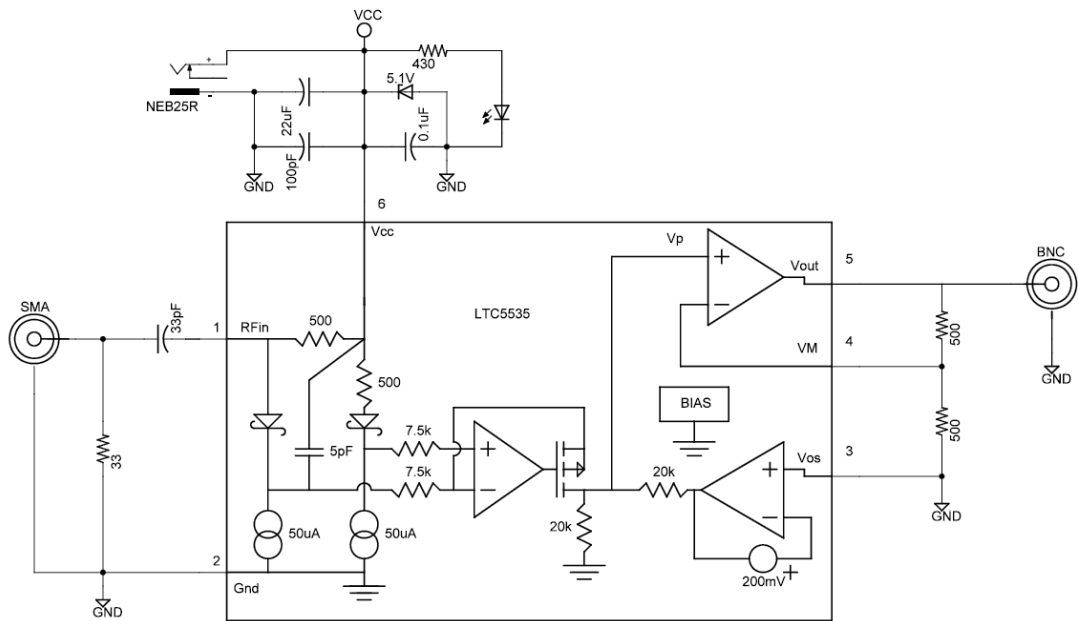 VCC
+
430
5.1V
NEB25R
-
22uF
0.1uF
100pF
GND
GND
6
Vcc
SMA
33pF
1
RFin
500
LTC5535
Vp
Vout
5
BNC
500
VM
4
500
GND
BIAS
7.5k
5pF
7.5k
+
-
+
-
20k
Vos
3
500
33
50uA
50uA
20k
+
-
200mV
+
GND
2
Gnd
GND